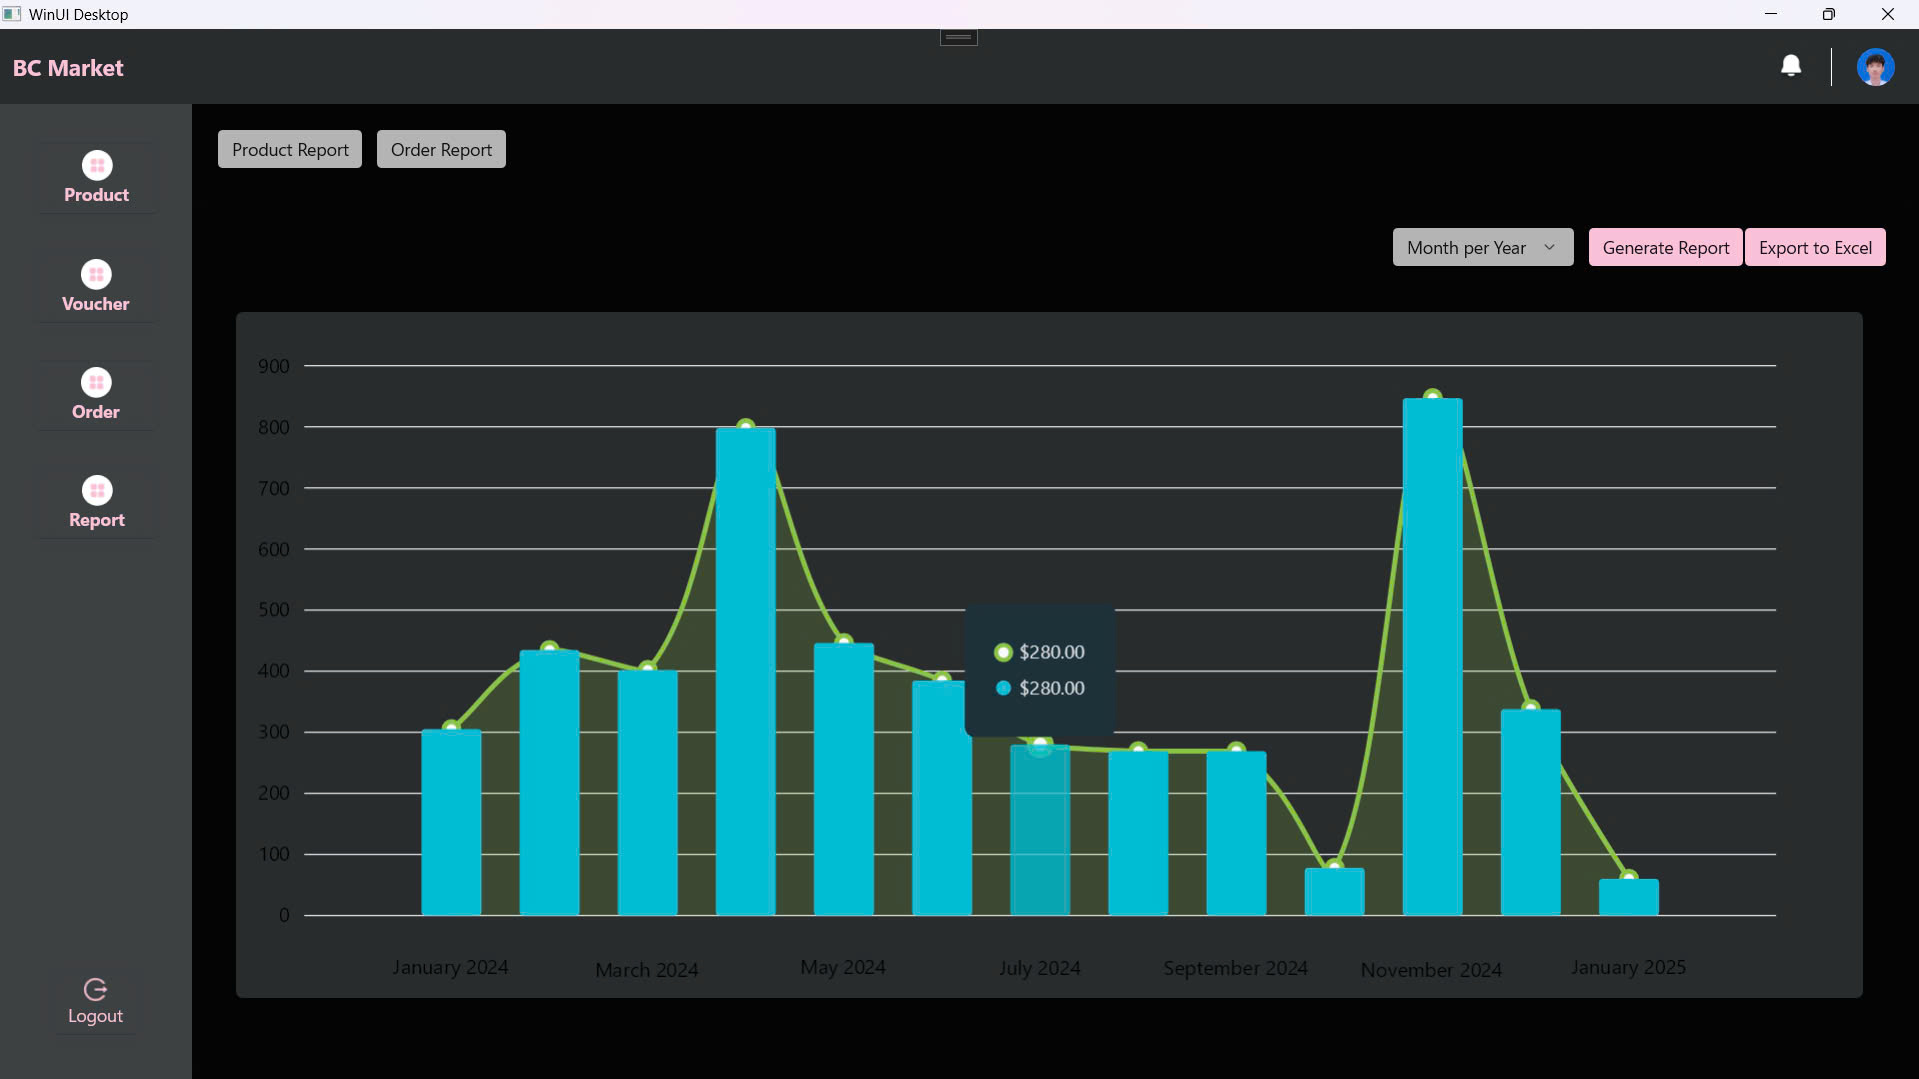 WinUI Desktop
BC Market
Product
Voucher
Order
Report
Logout
Product Report Order Report
Month per Year Generate Report Export to Excel
900
800
700
600
500
400
300
200
100
0
$280.00
$280.00
January 2024 March 2024 May 2024 July 2024 September 2024 November 2024 January 2025